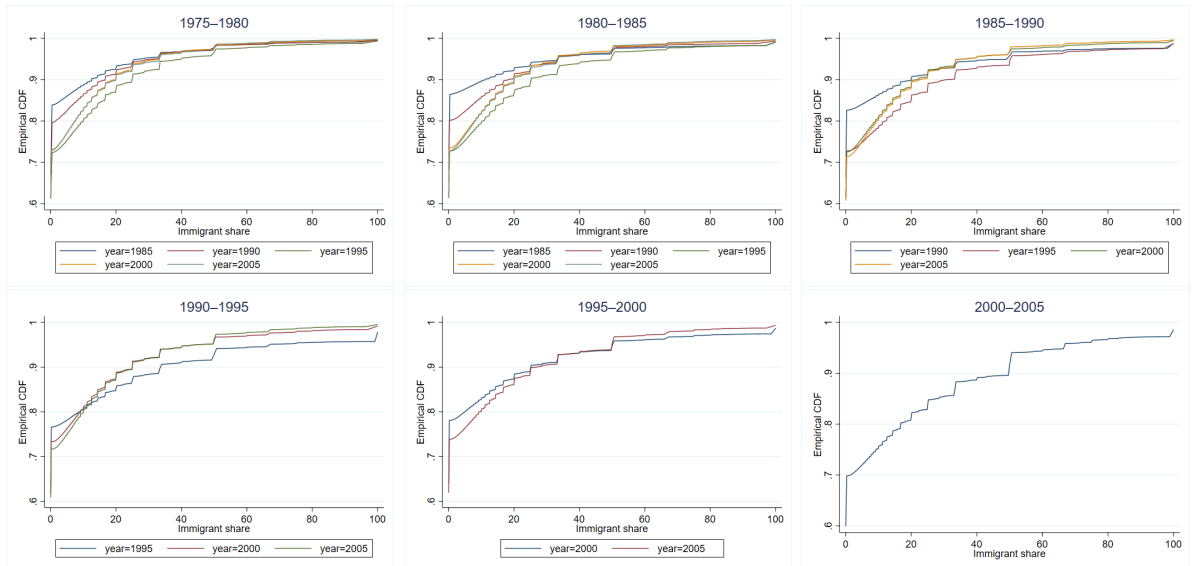 1975–1980
Empirical CDF
1
.9
.8
.7
.6
0 20 40 60 80 100
Immigrant share
year=1985 year=1990 year=1995
year=2000 year=2005
1980–1985
Empirical CDF
1
.9
.8
.7
.6
0 20 40 60 80 100
Immigrant share
year=1985 year=1990 year=1995
year=2000 year=2005
1985–1990
Empirical CDF
1
.9
.8
.7
.6
0 20 40 60 80 100
Immigrant share
year=1990 year=1995 year=2000
year=2005
1990–1995
Empirical CDF
1
.9
.8
.7
.6
0 20 40 60 80 100
Immigrant share
year=1995 year=2000 year=2005
1995–2000
Empirical CDF
1
.9
.8
.7
.6
0 20 40 60 80 100
Immigrant share
year=2000 year=2005
2000–2005
Empirical CDF
1
.9
.8
.7
.6
0 20 40 60 80 100
Immigrant share